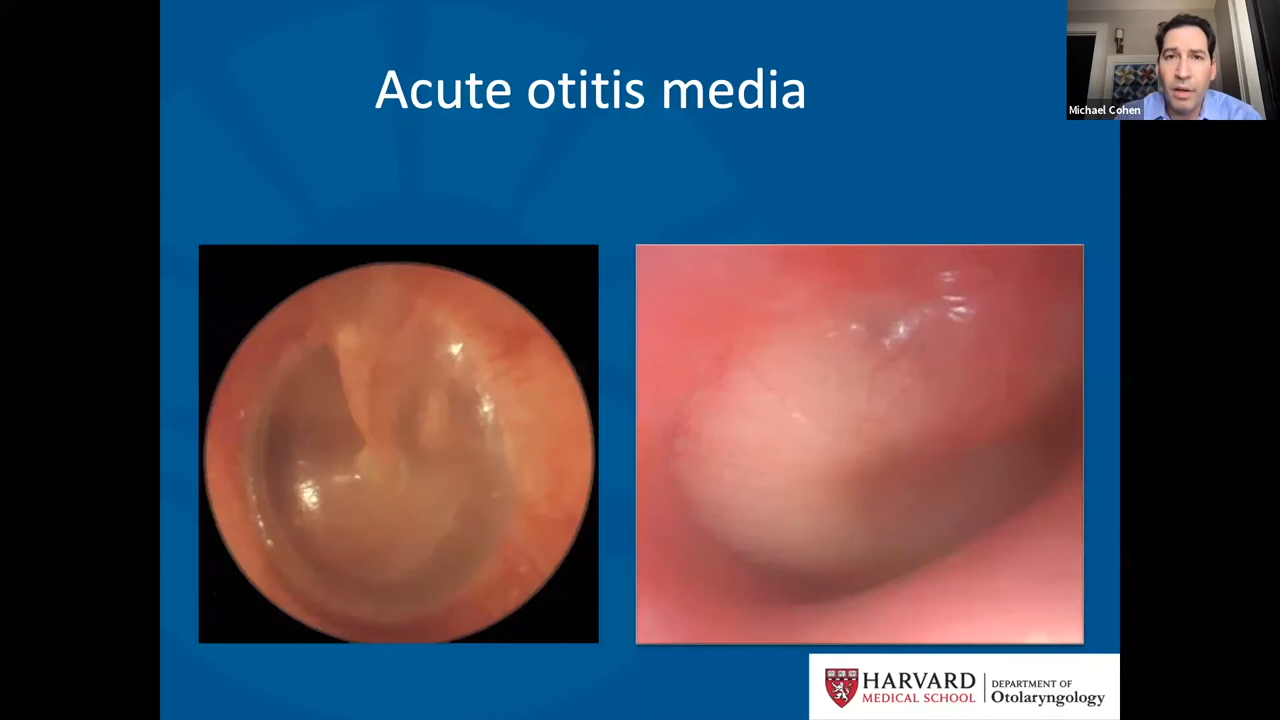 Acute otitis media
Michael Cohen
HARVARD
MEDICAL SCHOOL
DEPARTMENT OF
Otolaryngology